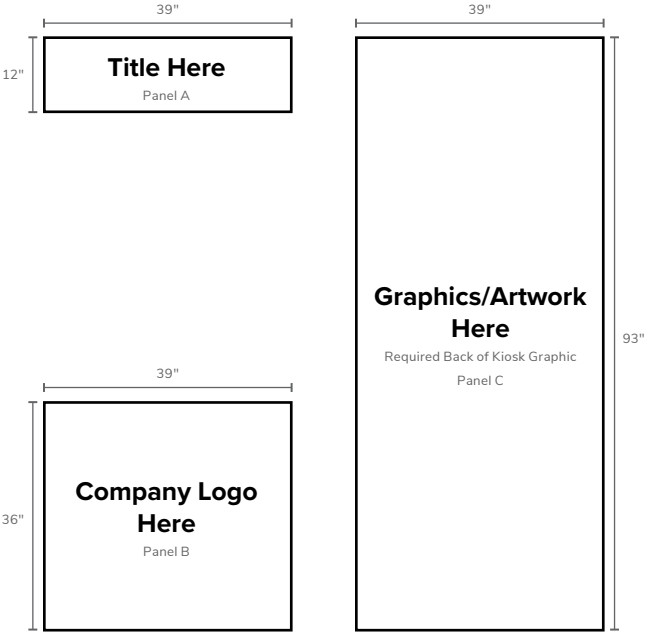 39"
12"
Title Here
Panel A
39"
36"
Company Logo
Here
Panel B
39"
93"
Graphics/Artwork
Here
Required Back of Kiosk Graphic
Panel C